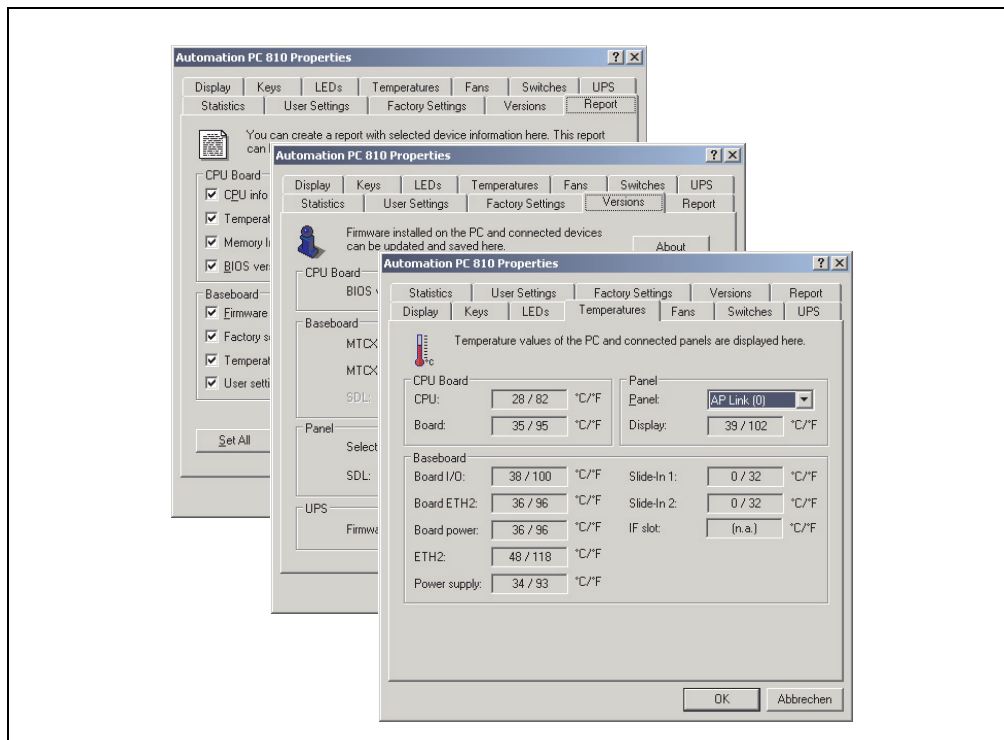 Automation PC 810 Properties
Display Keys LEDs Temperatures Fans Switches UPS
Statistics User Settings Factory Settings Versions Report
You can create a report with selected device information here. This report
can
CPU Board
CPU info
Memory
Baseboard
Firmware
Set All
Automation PC 810 Properties
Display Keys LEDs Temperatures Fans Switches UPS
Statistics User Settings Factory Settings Versions Report
Firmware installed on the PC and connected devices
can be updated and saved here.
About
CPU Board
BIOS
Baseboard
MTCX
MTCX
SDL:
Panel
Select
SDL:
UPS
Automation PC 810 Properties
Statistics User Settings Factory Settings Versions Report
Display Keys LEDs Temperatures Fans Switches UPS
Temperature values of the PC and connected panels are displayed here.
°C
CPU Board
CPU: 28 / 82 °C/°F
Board: 35 / 95 °C/°F
Panel
Panel: AP Link (0)
Display: 39 / 102 °C/°F
Baseboard
Board I/O: 38 / 100 °C/°F Slide-In 1: 0 / 32 °C/°F
Board ETH2: 36 / 96 °C/°F Slide-In 2: 0 / 32 °C/°F
Board power: 36 / 96 °C/°F IF slot: (n.a.) °C/°F
ETH2: 48 / 118 °C/°F
Power supply: 34 / 93 °C/°F
OK Abbrechen